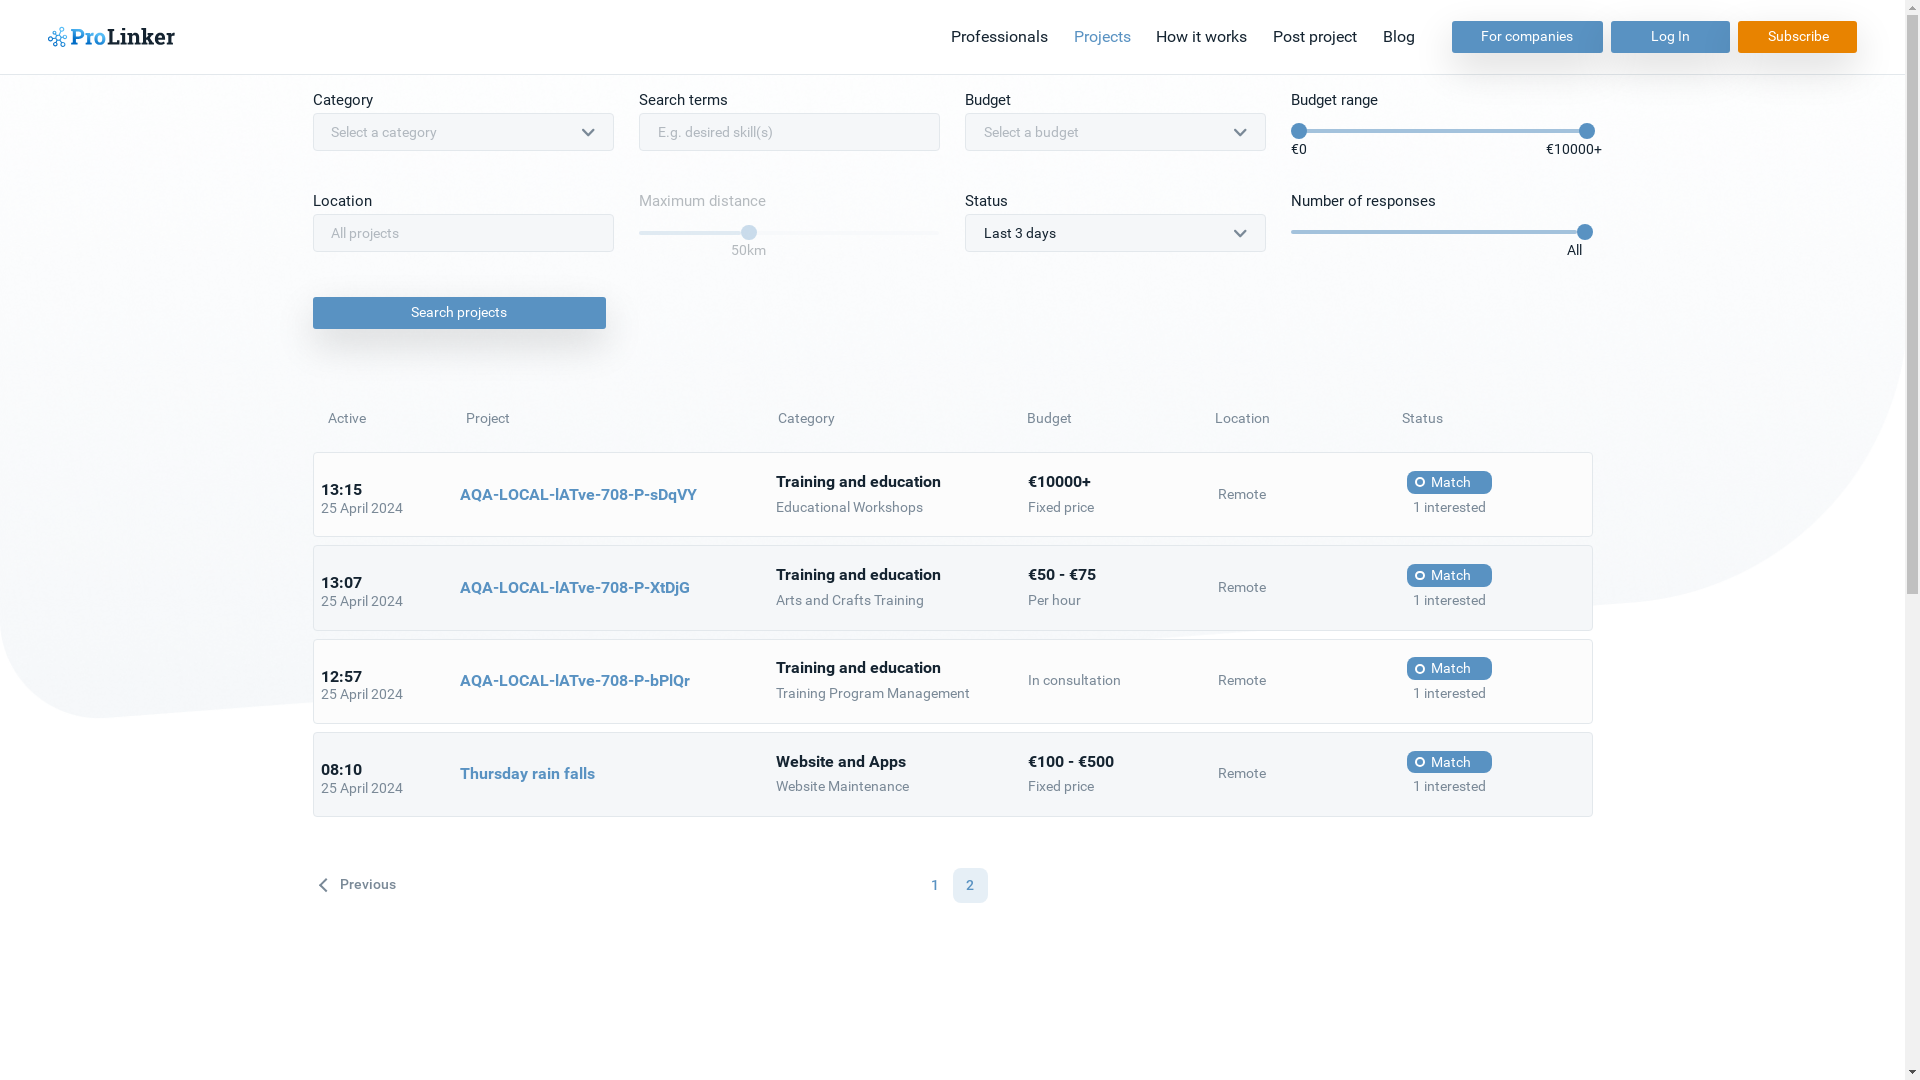 ProLinker
Professionals Projects How it works Post project Blog For companies Log In Subscribe
Category Search terms Budget Budget range
Select a category E.g. desired skill(s) Select a budget
€0 €10000+
Location Maximum distance Status Number of responses
All projects Last 3 days
50km All
Search projects
Active Project Category Budget Location Status
13:15 AQA-LOCAL-lATve-708-P-sDqVY Training and education €10000+ Remote Match
25 April 2024 Educational Workshops Fixed price 1 interested
13:07 AQA-LOCAL-lATve-708-P-XtDjG Training and education €50 - €75 Remote Match
25 April 2024 Arts and Crafts Training Per hour 1 interested
12:57 AQA-LOCAL-lATve-708-P-bPlQr Training and education In consultation Remote Match
25 April 2024 Training Program Management 1 interested
08:10 Thursday rain falls Website and Apps €100 - €500 Remote Match
25 April 2024 Website Maintenance Fixed price 1 interested
Previous 1 2